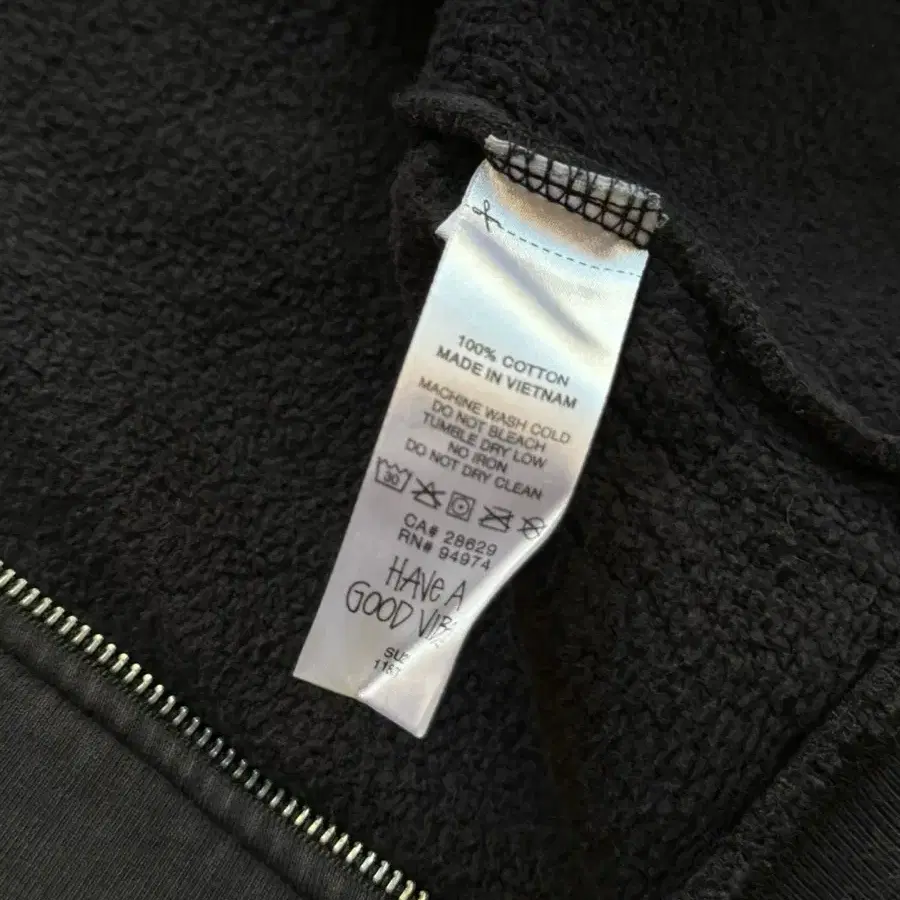 100% COTTON
MADE IN VIETNAM
MACHINE WASH COLD
DO NOT BLEACH
TUMBLE DRY LOW
NO IRON
DO NOT DRY CLEAN
30
CA# 28629
RN# 94974
HAVE A
GOOD